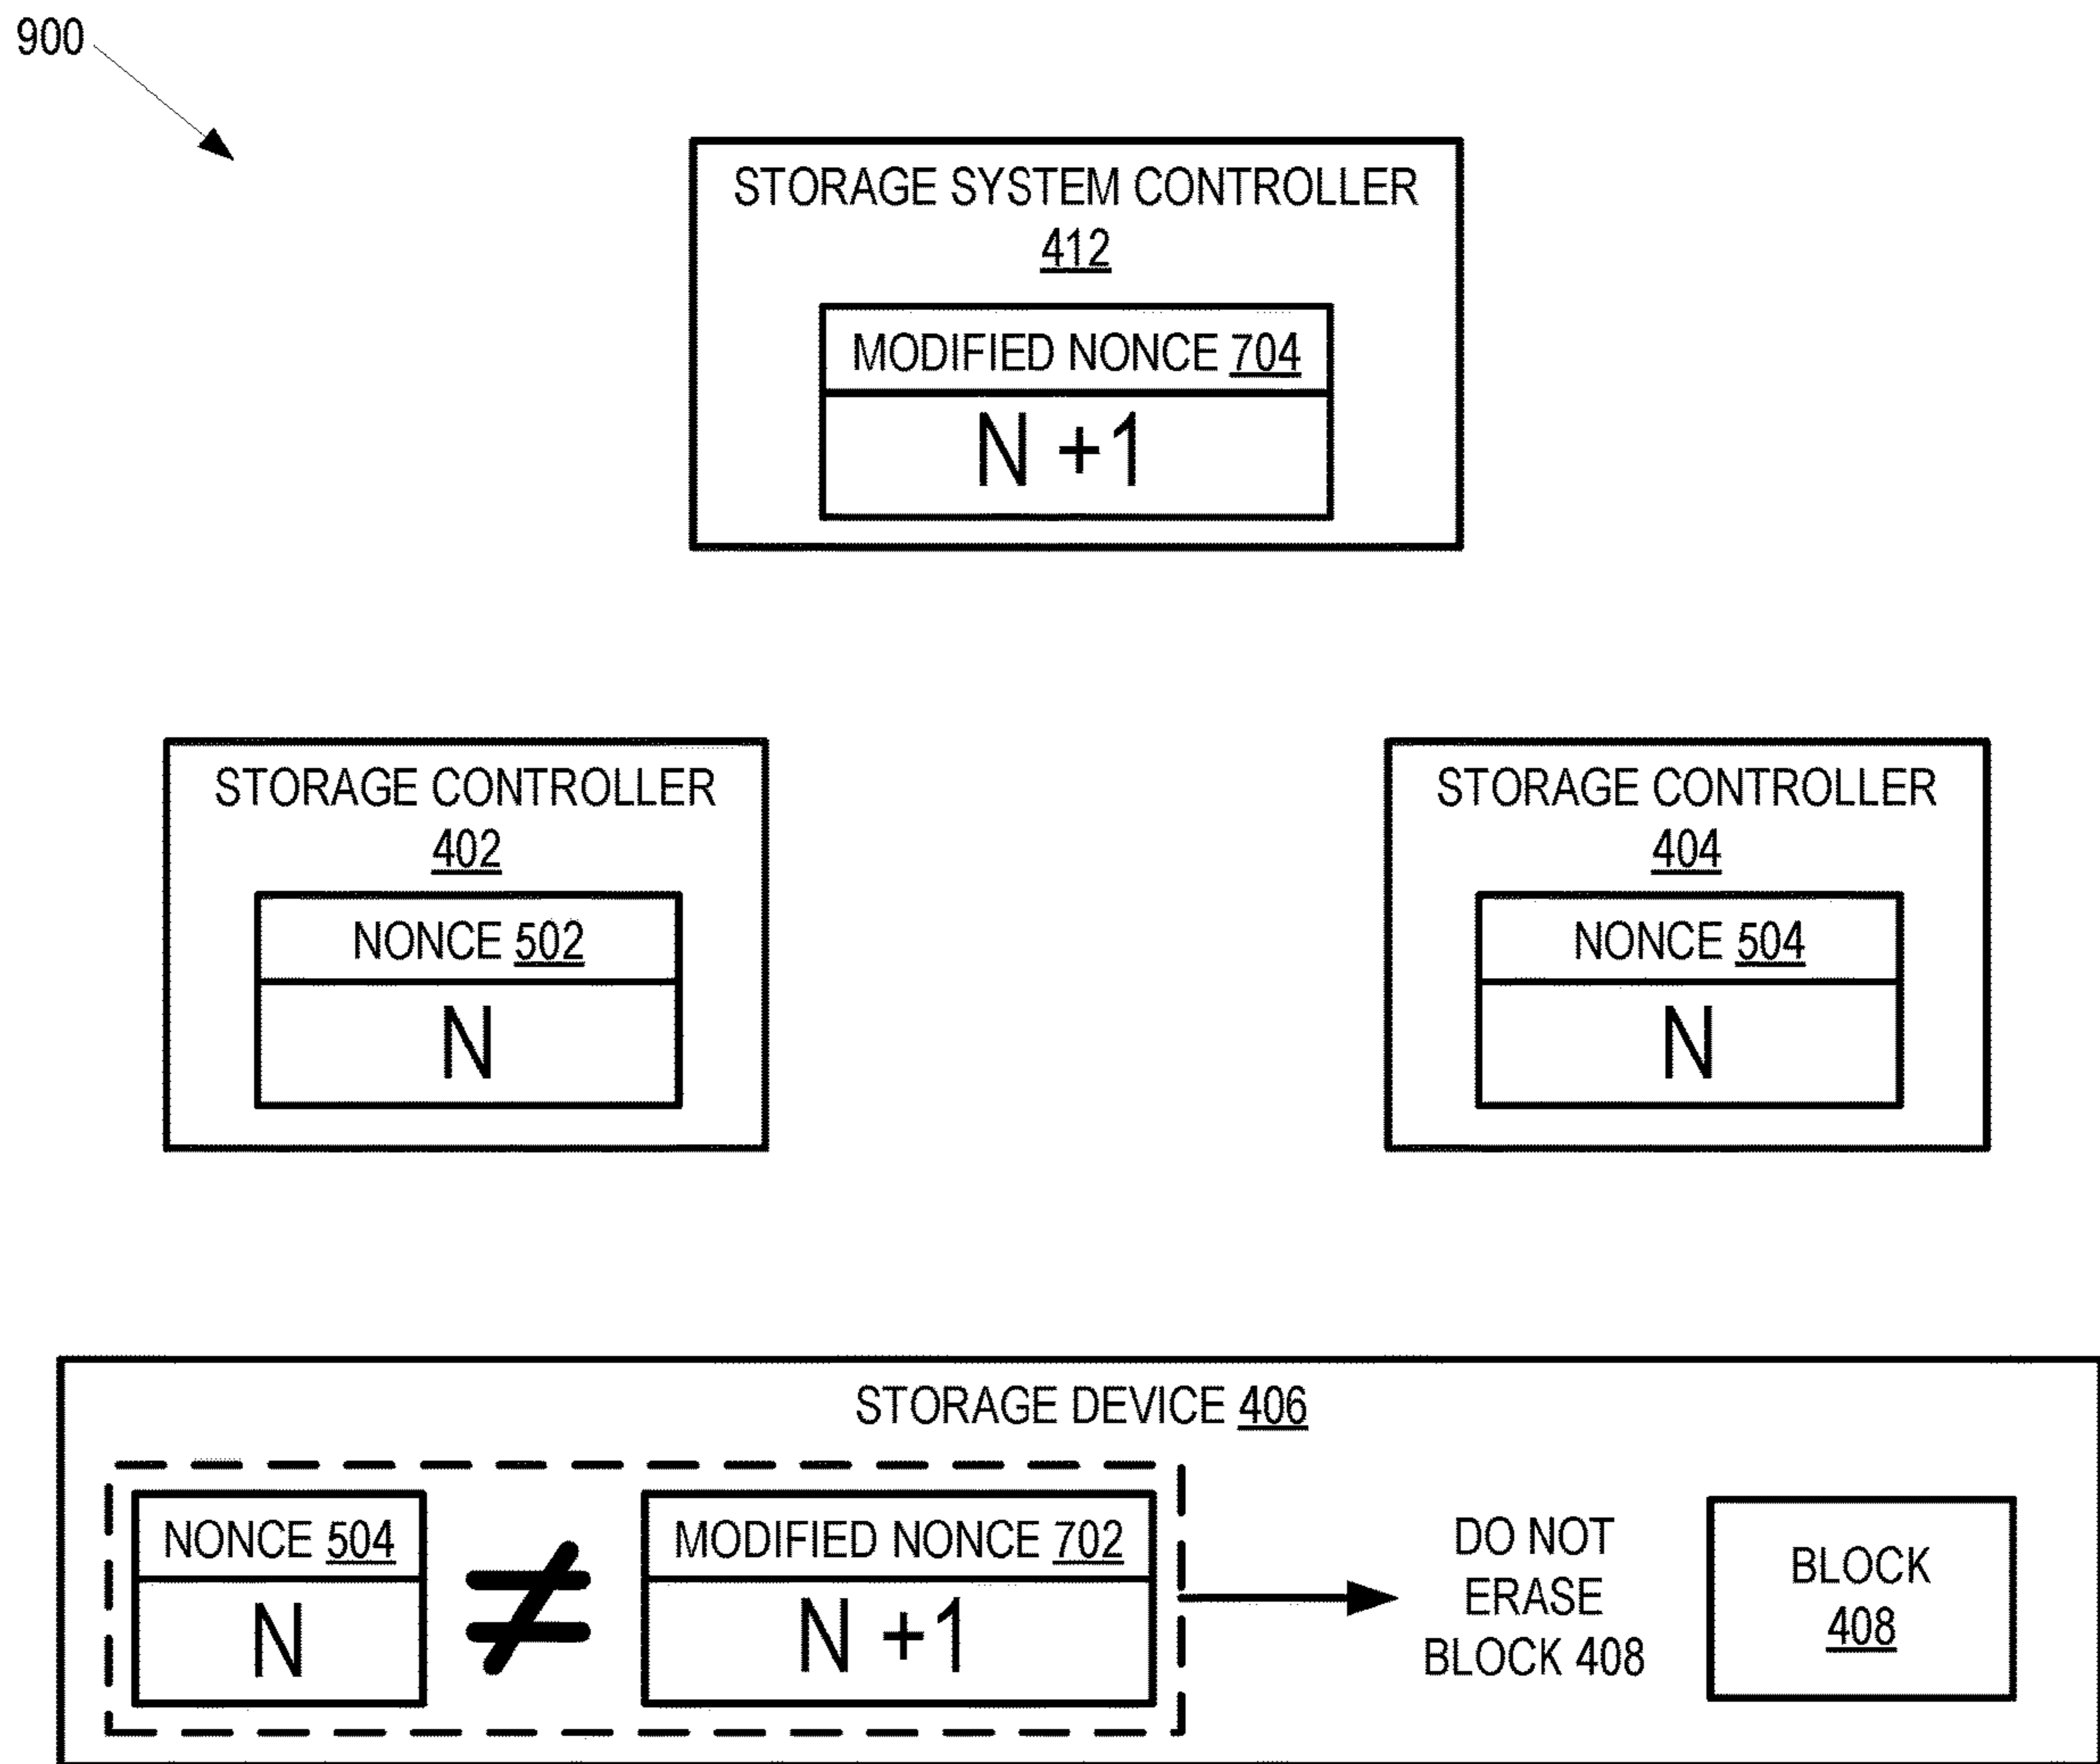 900
STORAGE SYSTEM CONTROLLER
412
MODIFIED NONCE 704
N +1
STORAGE CONTROLLER
402
NONCE 502
N
STORAGE CONTROLLER
404
NONCE 504
N
STORAGE DEVICE 406
NONCE 504
N
≠
MODIFIED NONCE 702
N +1
DO NOT
ERASE
BLOCK 408
BLOCK
408